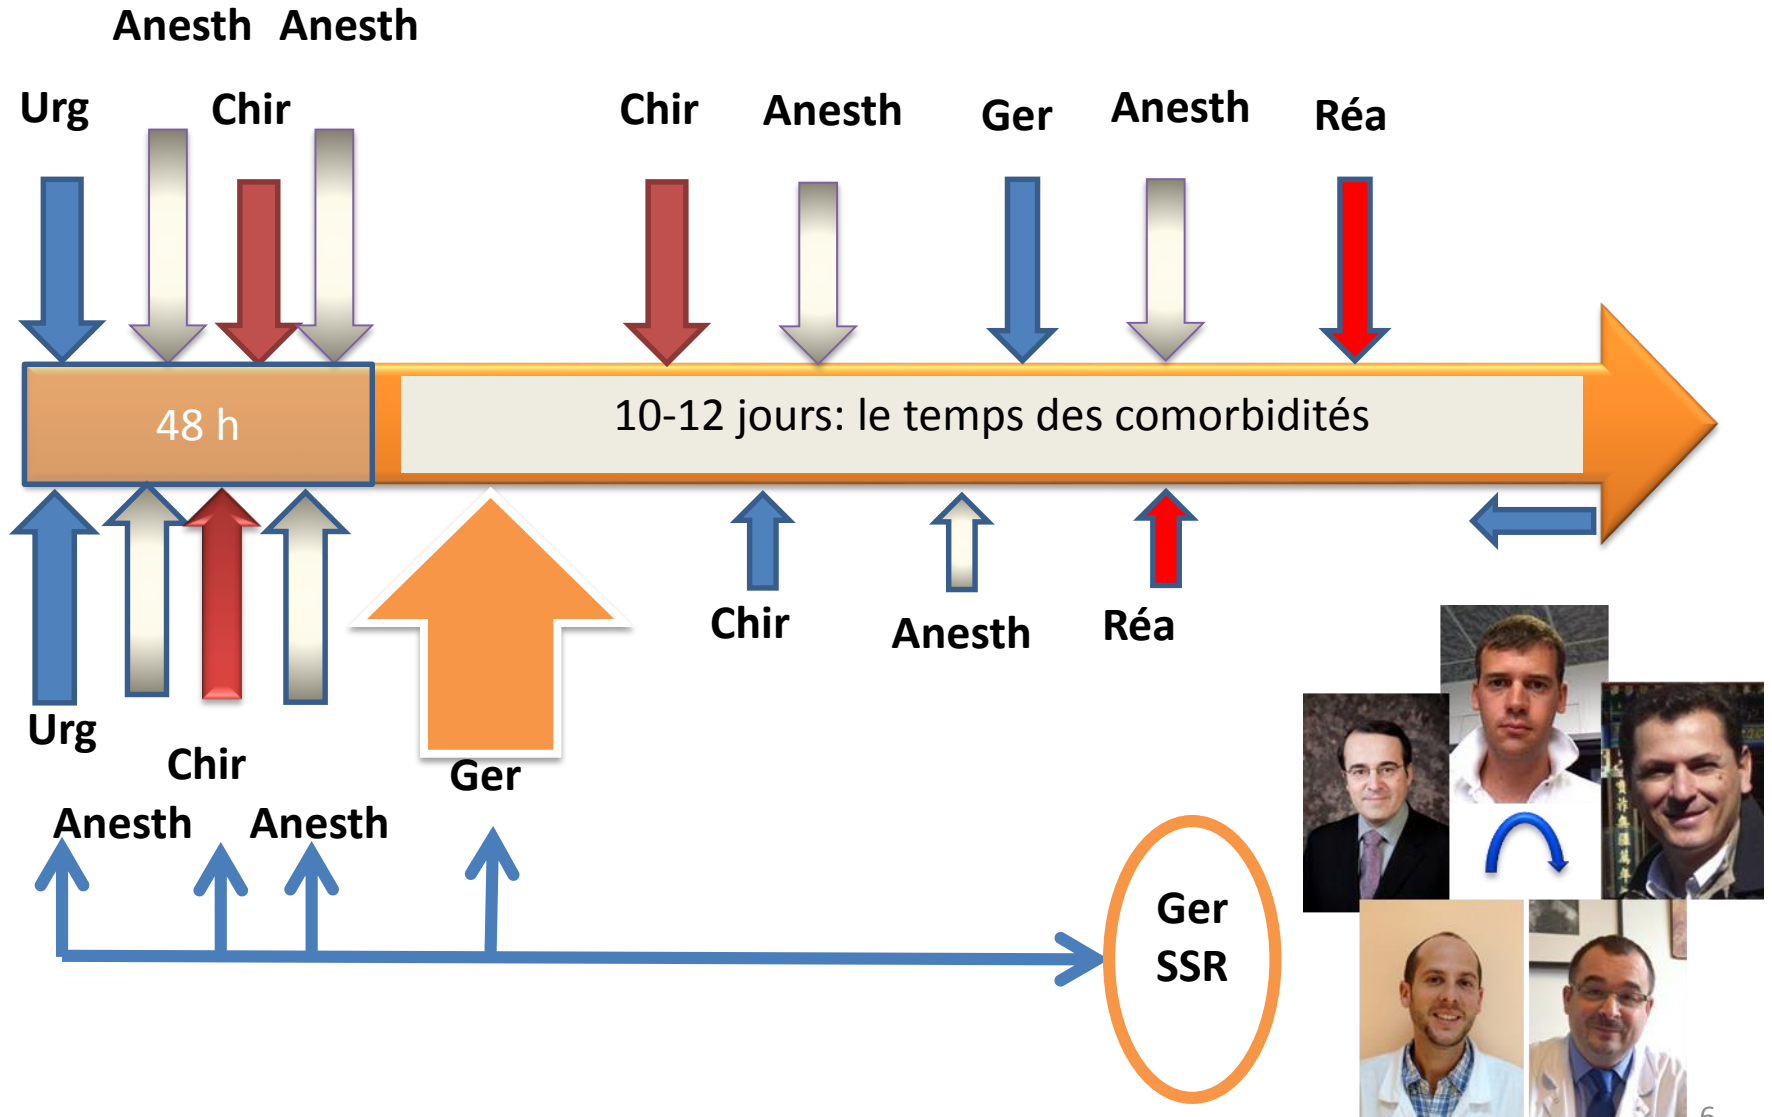 Anesth Anesth
Urg Chir Chir Anesth Ger Anesth Réa
48 h
10-12 jours: le temps des comorbidités
Chir Anesth Réa
Urg
Chir Ger
Anesth Anesth
Ger
SSR
6